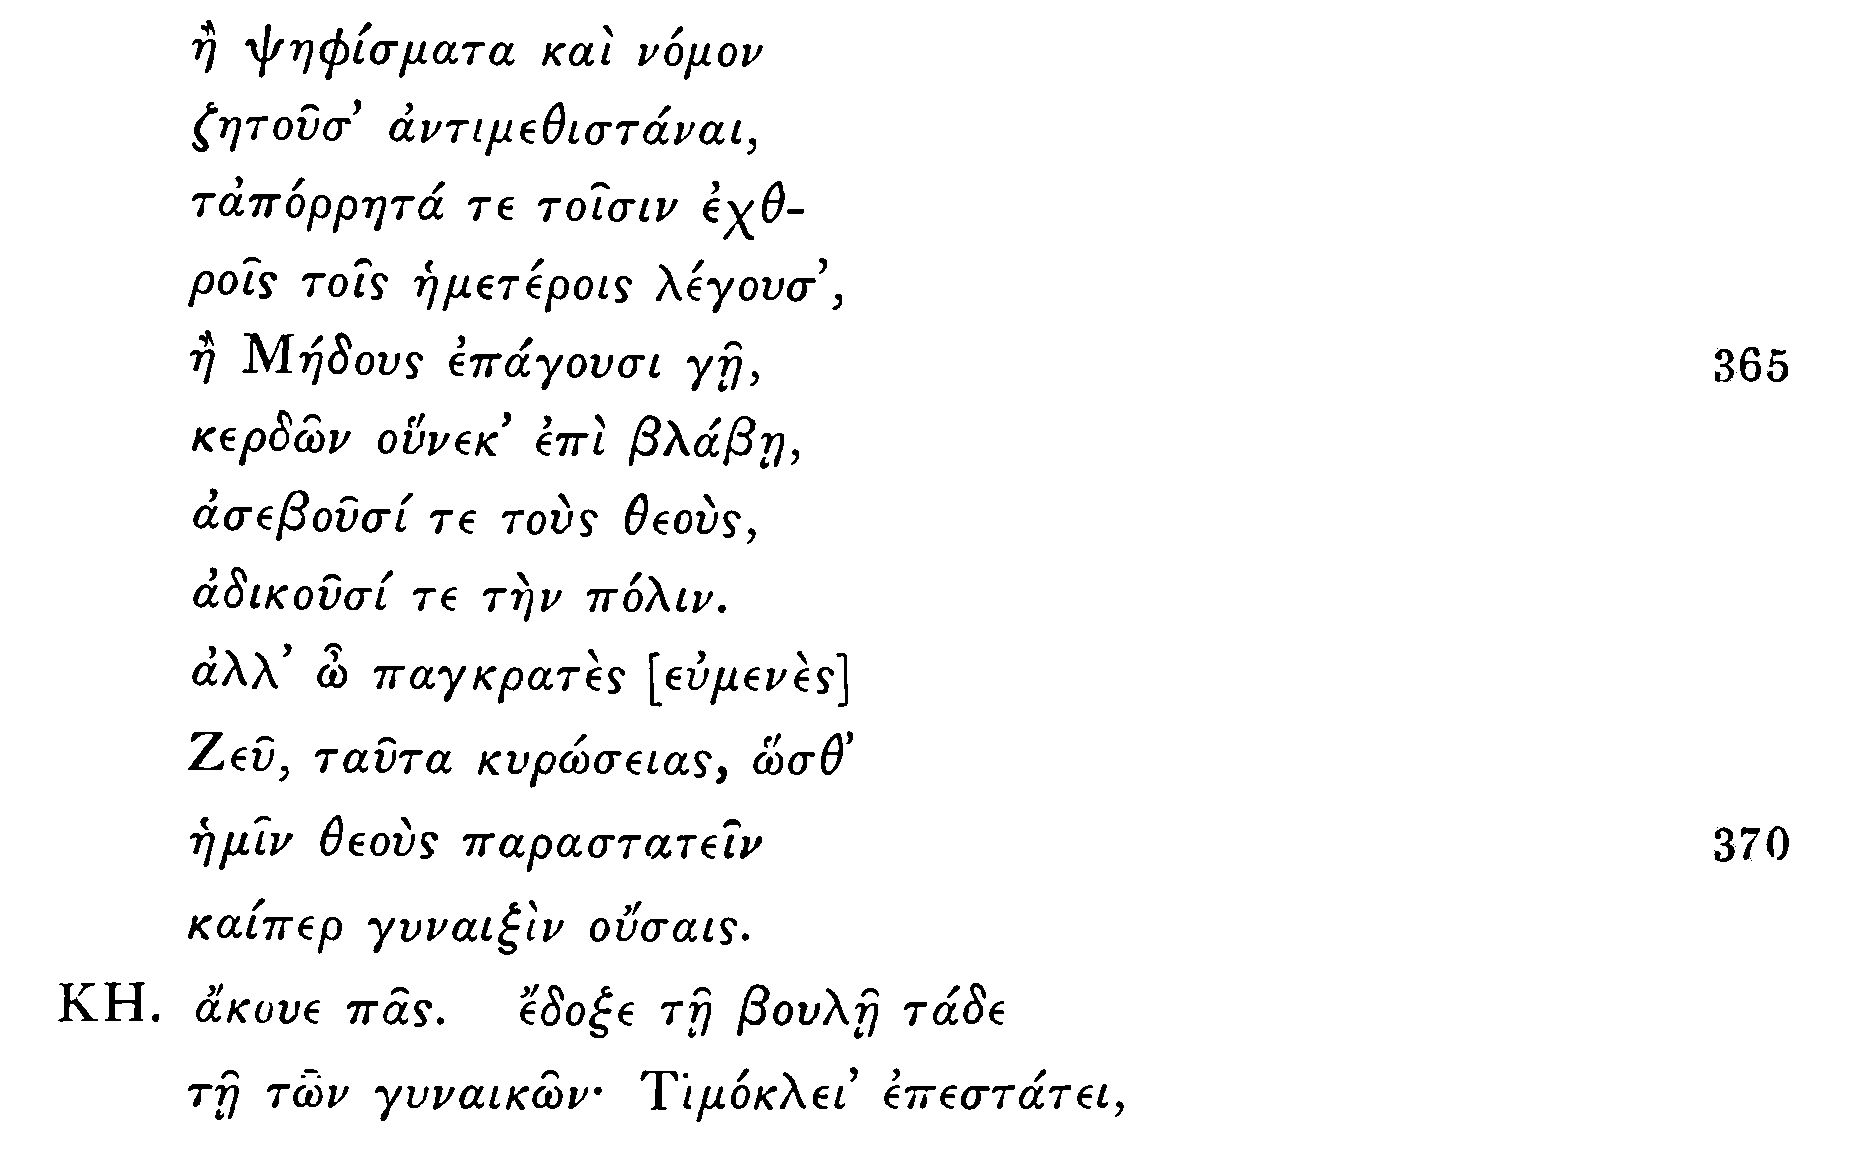 ἢ ψηφίσματα καὶ νόμον
ζητοῦσ’ ἀντιμεθιστάναι,
τἀπόρρητά τε τοῖσιν ἐχθ-
ροῖς τοῖς ἡμετέροις λέγουσ’,
ἢ Μήδους ἐπάγουσι γῇ, 365
κερδῶν οὕνεκ’ ἐπὶ βλάβῃ,
ἀσεβοῦσί τε τοὺς θεοὺς,
ἀδικοῦσί τε τὴν πόλιν.
ἀλλ’ ὦ παγκρατὲς [εὐμενὲς]
Ζεῦ, ταῦτα κυρώσειας, ὥσθ’
ἡμῖν θεοὺς παραστατεῖν 370
καίπερ γυναιξὶν οὔσαις.
ΚΗ. ἄκουε πᾶς. ἔδοξε τῇ βουλῇ τάδε
τῇ τῶν γυναικῶν· Τιμόκλει’ ἐπεστάτει,